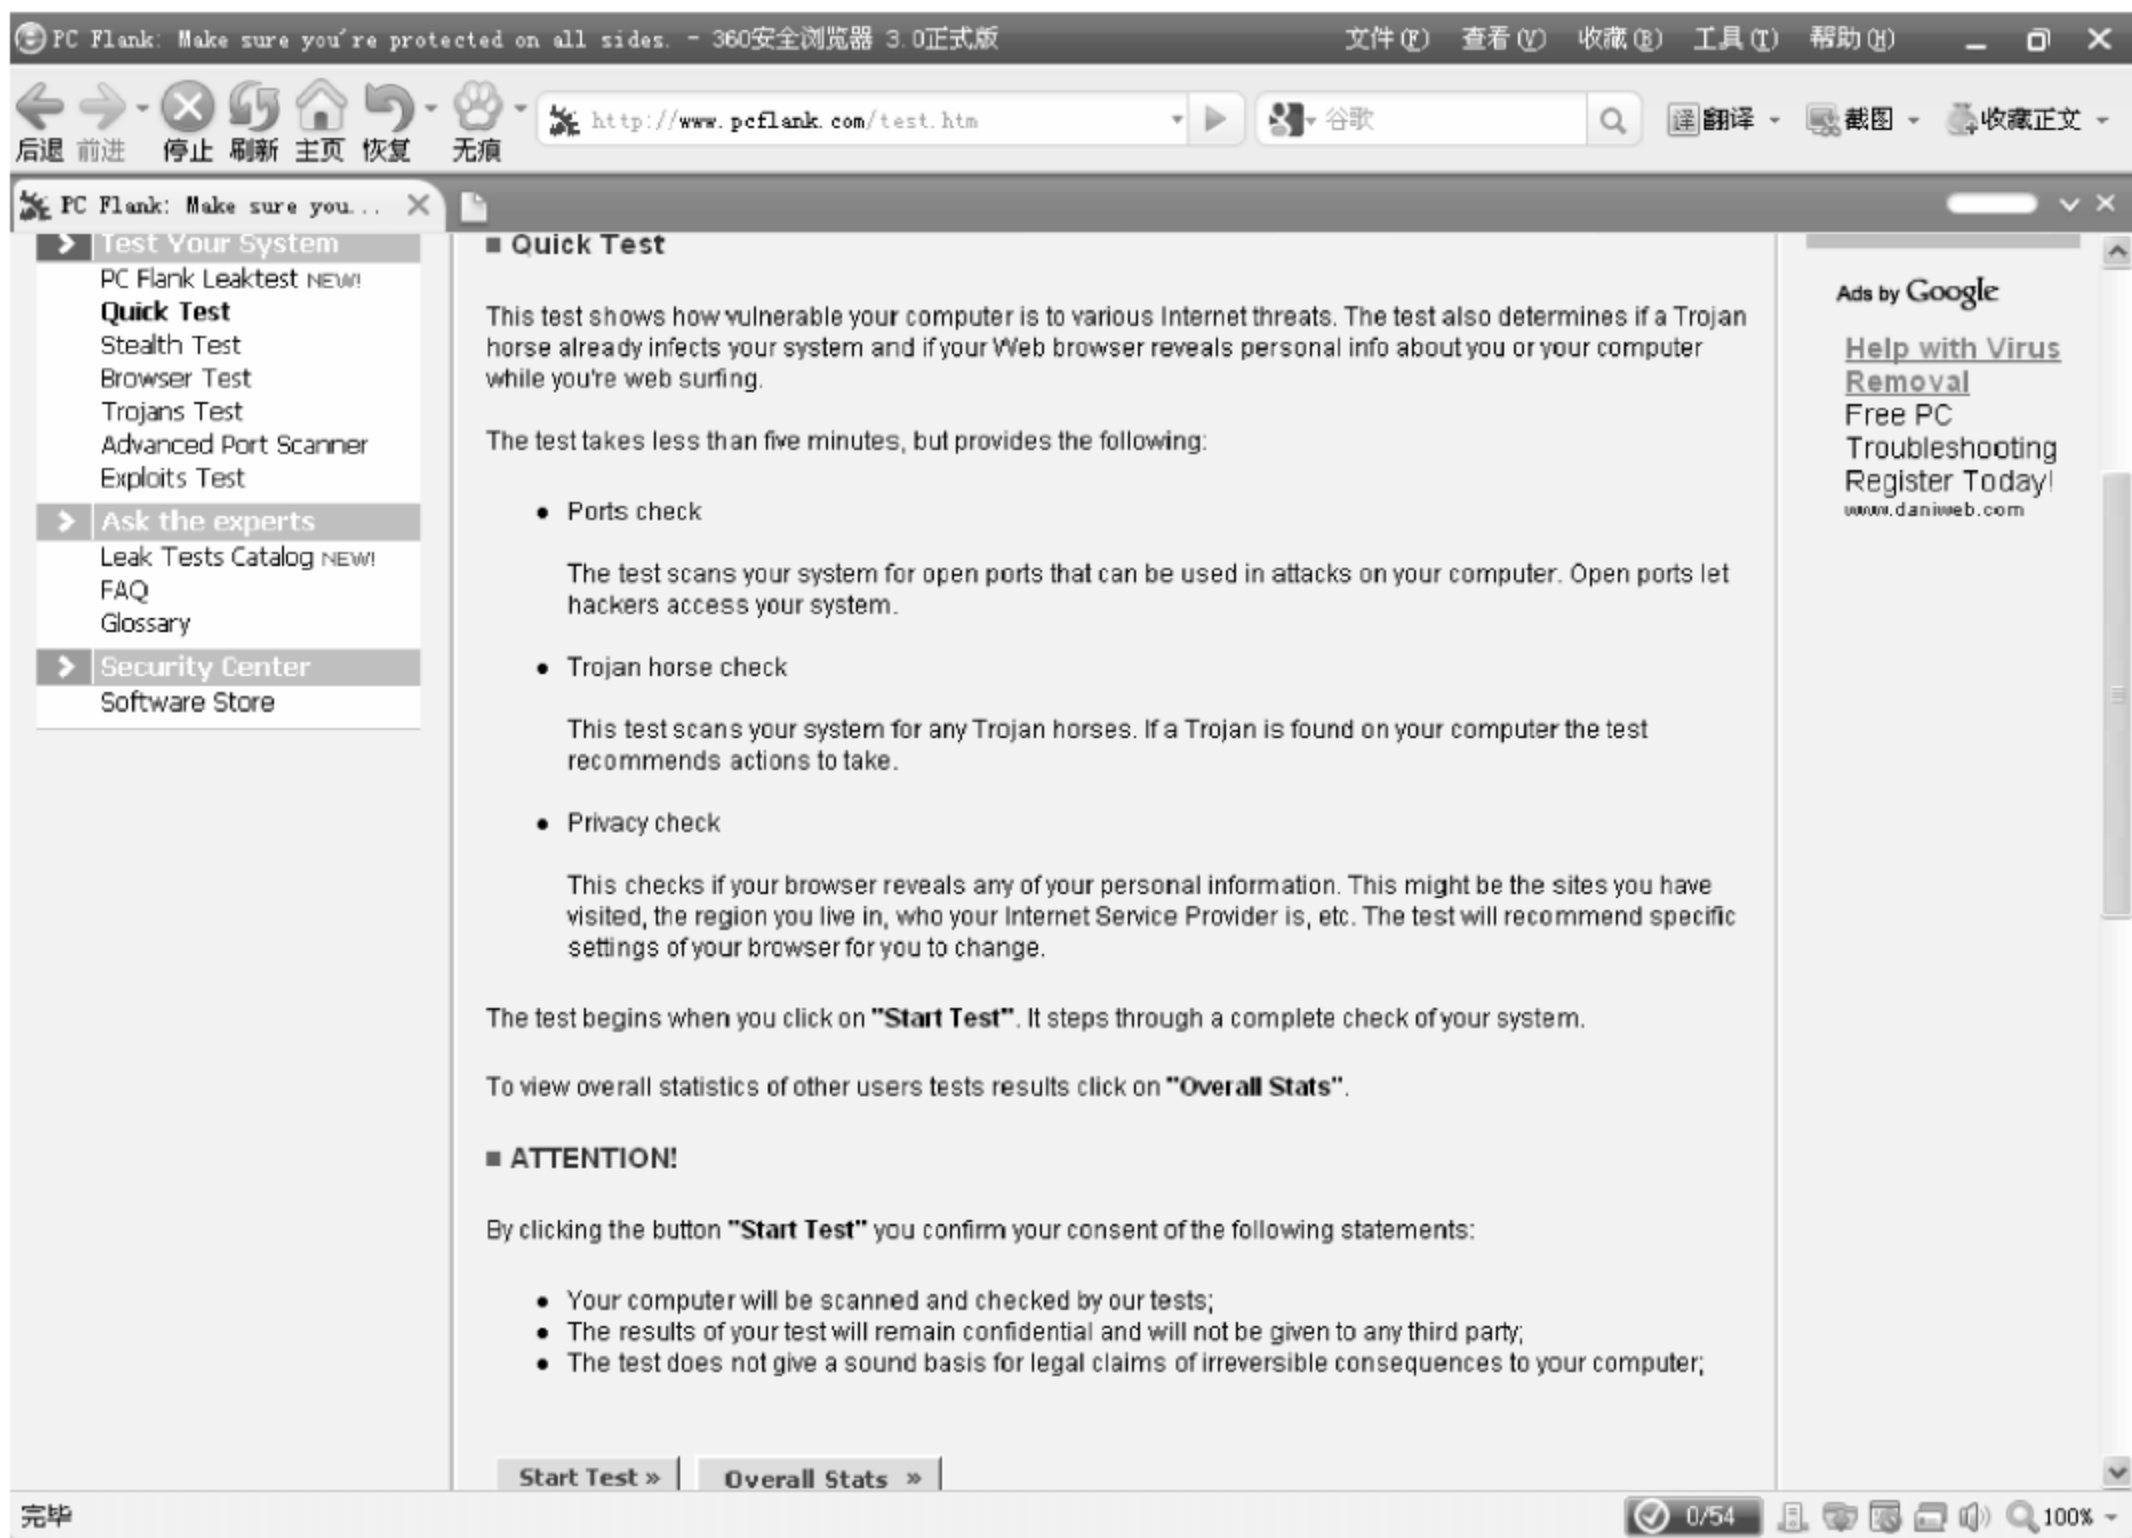 PC Flank: Make sure you're protected on all sides. - 360安全浏览器 3.0正式版
文件(F) 查看(V) 收藏(B) 工具(T) 帮助(H)
http://www.pcflank.com/test.htm
谷歌
翻译
截图
收藏正文
后退 前进 停止 刷新 主页 恢复 无痕
PC Flank: Make sure you...
Test Your System
PC Flank Leaktest NEW!
Quick Test
Stealth Test
Browser Test
Trojans Test
Advanced Port Scanner
Exploits Test
Ask the experts
Leak Tests Catalog NEW!
FAQ
Glossary
Security Center
Software Store
Quick Test
This test shows how vulnerable your computer is to various Internet threats. The test also determines if a Trojan
horse already infects your system and if your Web browser reveals personal info about you or your computer
while you're web surfing.
The test takes less than five minutes, but provides the following:
• Ports check
The test scans your system for open ports that can be used in attacks on your computer. Open ports let
hackers access your system.
• Trojan horse check
This test scans your system for any Trojan horses. If a Trojan is found on your computer the test
recommends actions to take.
• Privacy check
This checks if your browser reveals any of your personal information. This might be the sites you have
visited, the region you live in, who your Internet Service Provider is, etc. The test will recommend specific
settings of your browser for you to change.
The test begins when you click on "Start Test". It steps through a complete check of your system.
To view overall statistics of other users tests results click on "Overall Stats".
ATTENTION!
By clicking the button "Start Test" you confirm your consent of the following statements:
• Your computer will be scanned and checked by our tests;
• The results of your test will remain confidential and will not be given to any third party;
• The test does not give a sound basis for legal claims of irreversible consequences to your computer;
Start Test »
Overall Stats »
Ads by Google
Help with Virus
Removal
Free PC
Troubleshooting
Register Today!
www.daniweb.com
完毕
0/54
100%